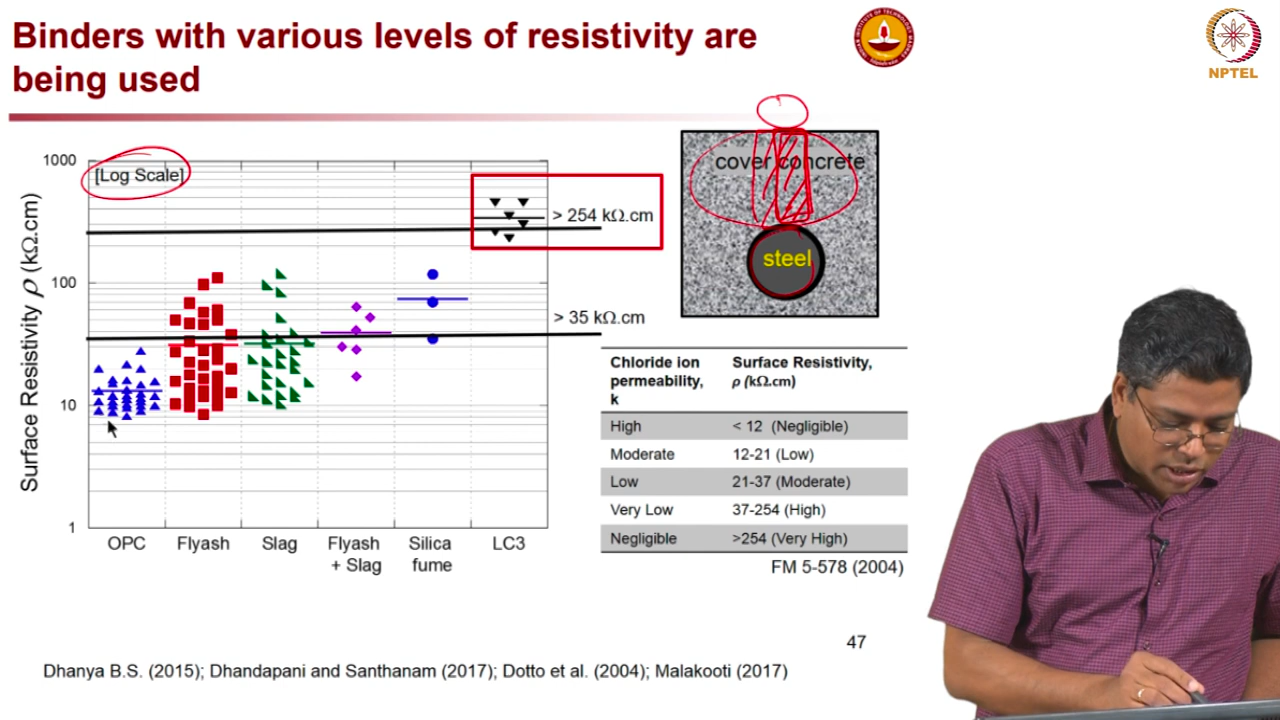 Binders with various levels of resistivity are
being used
NPTEL
1000
[Log Scale]
100
10
1
Surface Resistivity ρ (kΩ.cm)
> 254 kΩ.cm
> 35 kΩ.cm
OPC
Flyash
Slag
Flyash
+ Slag
Silica
fume
LC3
cover concrete
steel
Chloride ion
permeability,
k
Surface Resistivity,
ρ (kΩ.cm)
High < 12 (Negligible)
Moderate 12-21 (Low)
Low 21-37 (Moderate)
Very Low 37-254 (High)
Negligible >254 (Very High)
FM 5-578 (2004)
47
Dhanya B.S. (2015); Dhandapani and Santhanam (2017); Dotto et al. (2004); Malakooti (2017)